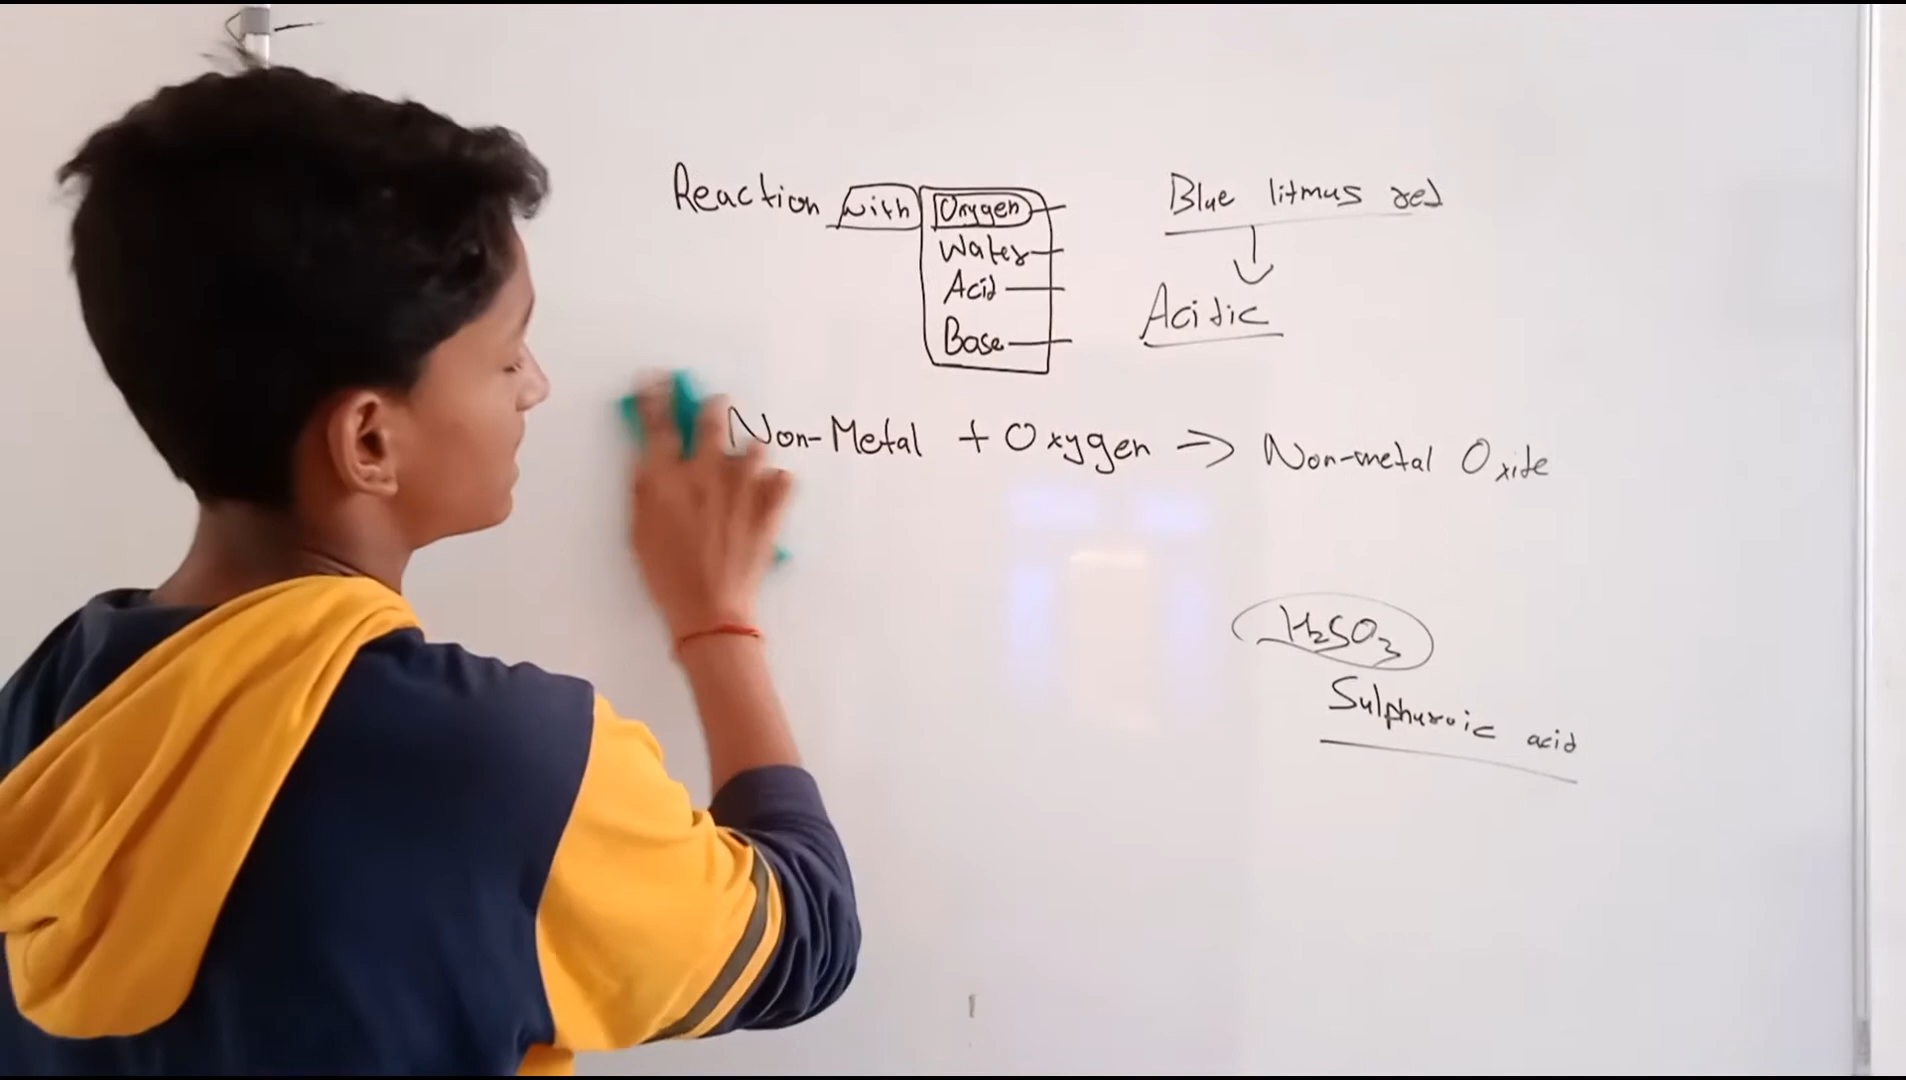 Reaction with Oxygen
Water
Acid
Base
Blue litmus red
Acidic
Non-Metal + Oxygen ⇒ Non-metal Oxide
H₂SO₃
Sulphuroic acid